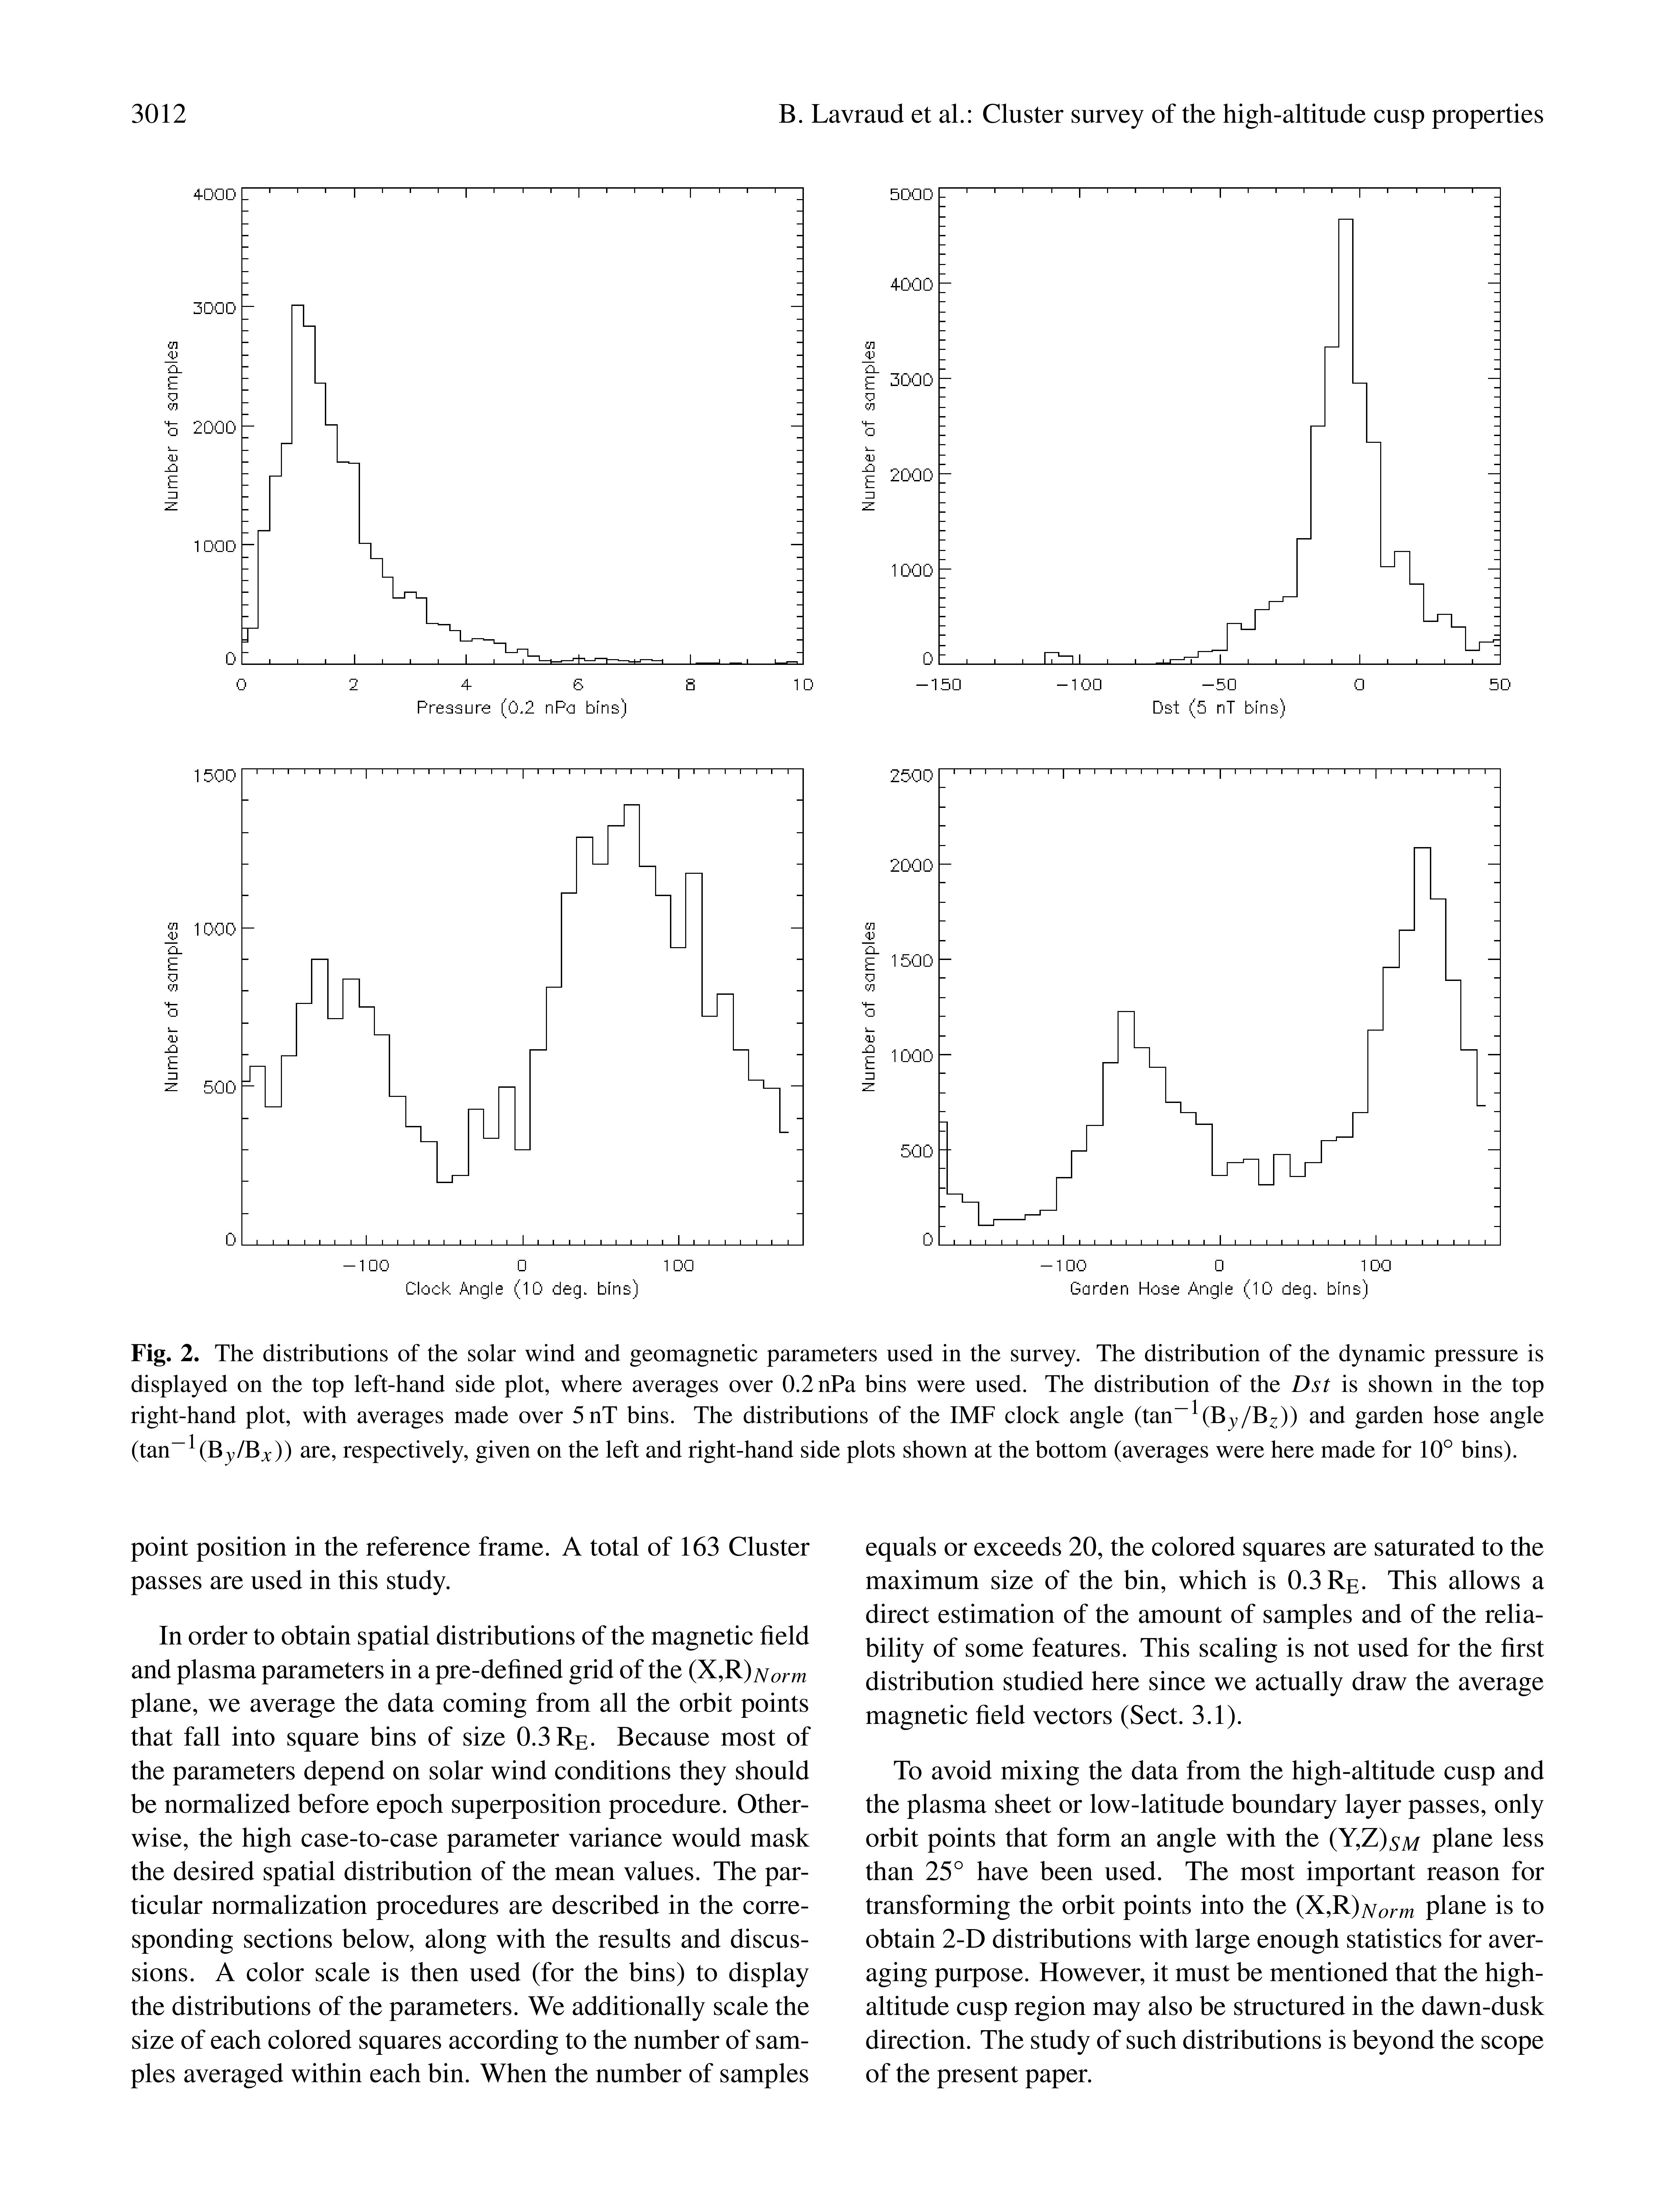 3012
B. Lavraud et al.: Cluster survey of the high-altitude cusp properties
4000
3000
2000
1000
0
Number of samples
0 2 4 6 8 10
Pressure (0.2 nPa bins)
5000
4000
3000
2000
1000
0
Number of samples
−150 −100 −50 0 50
Dst (5 nT bins)
1500
1000
500
0
Number of samples
−100 0 100
Clock Angle (10 deg. bins)
2500
2000
1500
1000
500
0
Number of samples
−100 0 100
Garden Hose Angle (10 deg. bins)
Fig. 2. The distributions of the solar wind and geomagnetic parameters used in the survey. The distribution of the dynamic pressure is
displayed on the top left-hand side plot, where averages over 0.2 nPa bins were used. The distribution of the Dst is shown in the top
right-hand plot, with averages made over 5 nT bins. The distributions of the IMF clock angle (tan−1(By/Bz)) and garden hose angle
(tan−1(By/Bx)) are, respectively, given on the left and right-hand side plots shown at the bottom (averages were here made for 10° bins).
point position in the reference frame. A total of 163 Cluster
passes are used in this study.
In order to obtain spatial distributions of the magnetic field
and plasma parameters in a pre-defined grid of the (X,R)Norm
plane, we average the data coming from all the orbit points
that fall into square bins of size 0.3 RE. Because most of
the parameters depend on solar wind conditions they should
be normalized before epoch superposition procedure. Other-
wise, the high case-to-case parameter variance would mask
the desired spatial distribution of the mean values. The par-
ticular normalization procedures are described in the corre-
sponding sections below, along with the results and discus-
sions. A color scale is then used (for the bins) to display
the distributions of the parameters. We additionally scale the
size of each colored squares according to the number of sam-
ples averaged within each bin. When the number of samples
equals or exceeds 20, the colored squares are saturated to the
maximum size of the bin, which is 0.3 RE. This allows a
direct estimation of the amount of samples and of the relia-
bility of some features. This scaling is not used for the first
distribution studied here since we actually draw the average
magnetic field vectors (Sect. 3.1).
To avoid mixing the data from the high-altitude cusp and
the plasma sheet or low-latitude boundary layer passes, only
orbit points that form an angle with the (Y,Z)SM plane less
than 25° have been used. The most important reason for
transforming the orbit points into the (X,R)Norm plane is to
obtain 2-D distributions with large enough statistics for aver-
aging purpose. However, it must be mentioned that the high-
altitude cusp region may also be structured in the dawn-dusk
direction. The study of such distributions is beyond the scope
of the present paper.